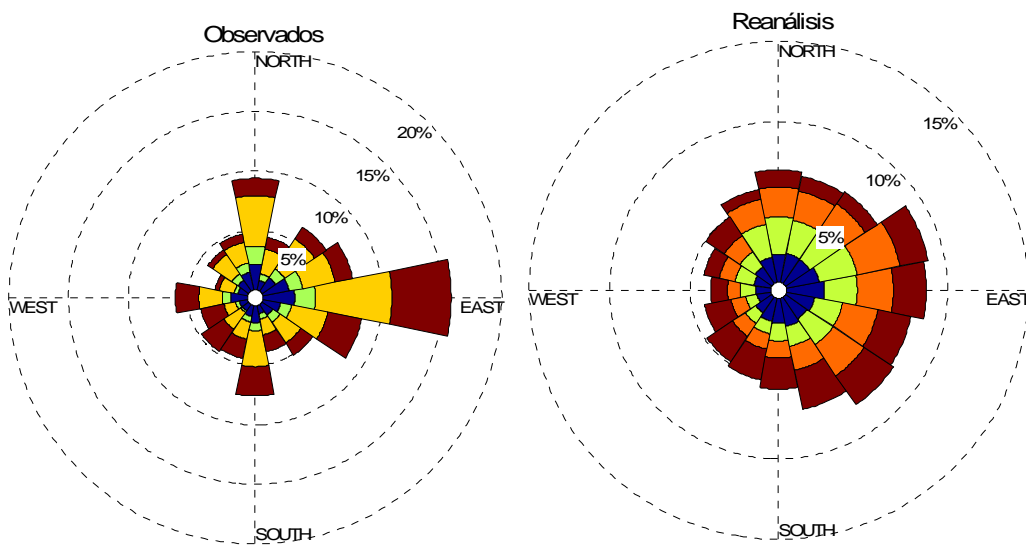 Observados
NORTH
20%
15%
10%
5%
WEST
EAST
SOUTH
Reanálisis
NORTH
15%
10%
5%
WEST
EAST
SOUTH